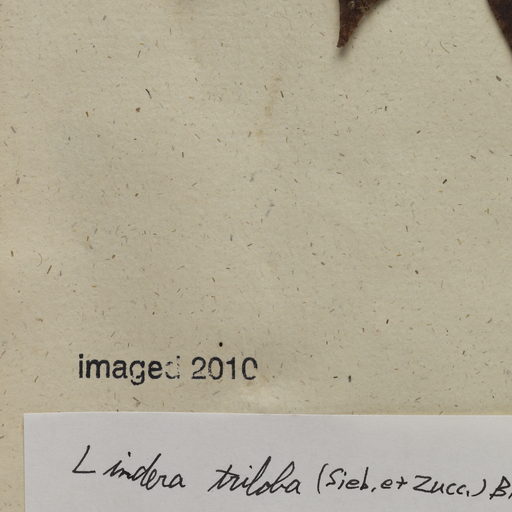 imaged 2010
Lindera triloba (Sieb. et Zucc.)